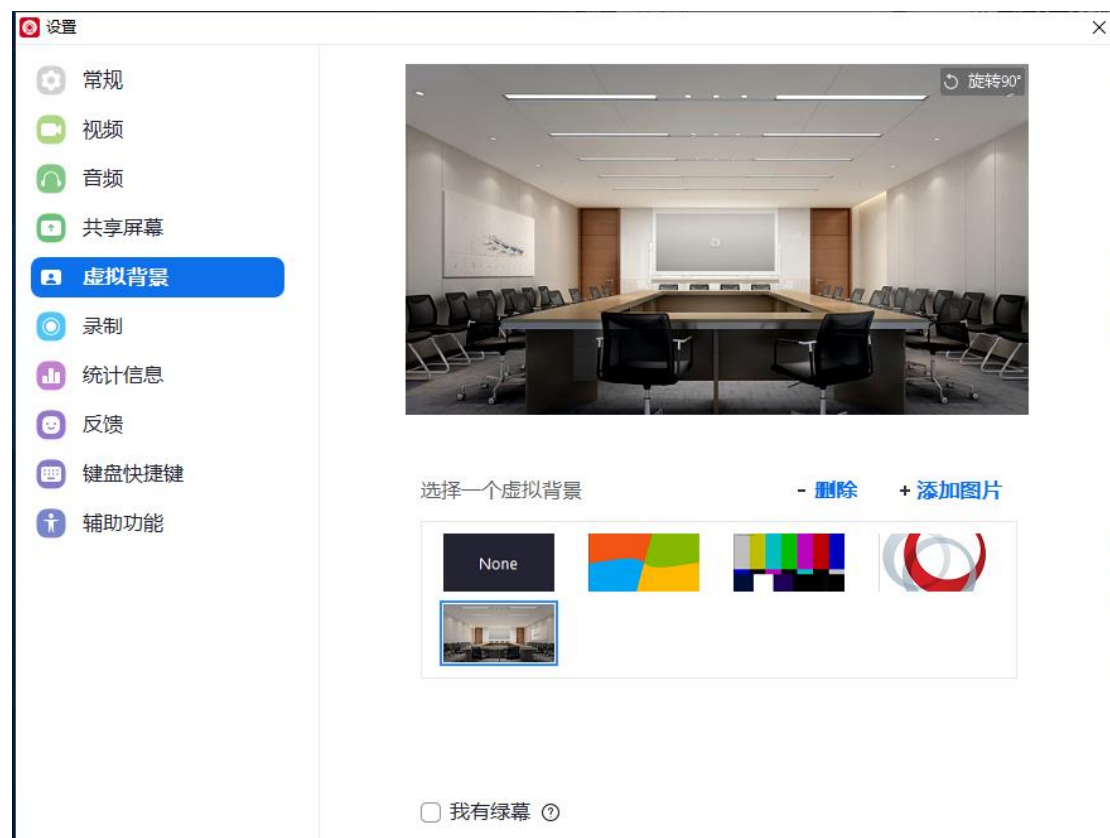 设置
常规
视频
音频
共享屏幕
虚拟背景
录制
统计信息
反馈
键盘快捷键
辅助功能
旋转90°
选择一个虚拟背景
- 删除
+ 添加图片
None
我有绿幕